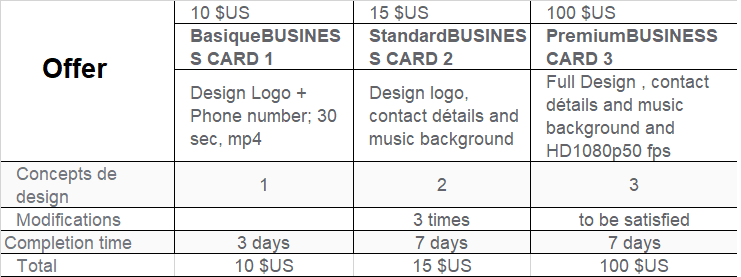 10 $US 15 $US 100 $US
Offer
BasiqueBUSINES
S CARD 1
StandardBUSINES
S CARD 2
PremiumBUSINESS
CARD 3
Design Logo +
Phone number; 30
sec, mp4
Design logo,
contact détails and
music background
Full Design , contact
détails and music
background and
HD1080p50 fps
Concepts de
design
1 2 3
Modifications 3 times to be satisfied
Completion time 3 days 7 days 7 days
Total 10 $US 15 $US 100 $US